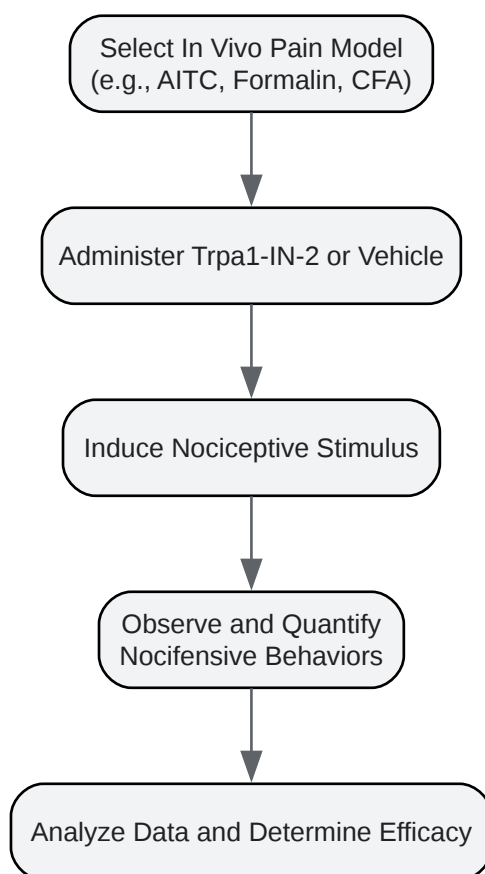 Select In Vivo Pain Model
(e.g., AITC, Formalin, CFA)
Administer Trpa1-IN-2 or Vehicle
Induce Nociceptive Stimulus
Observe and Quantify
Nocifensive Behaviors
Analyze Data and Determine Efficacy